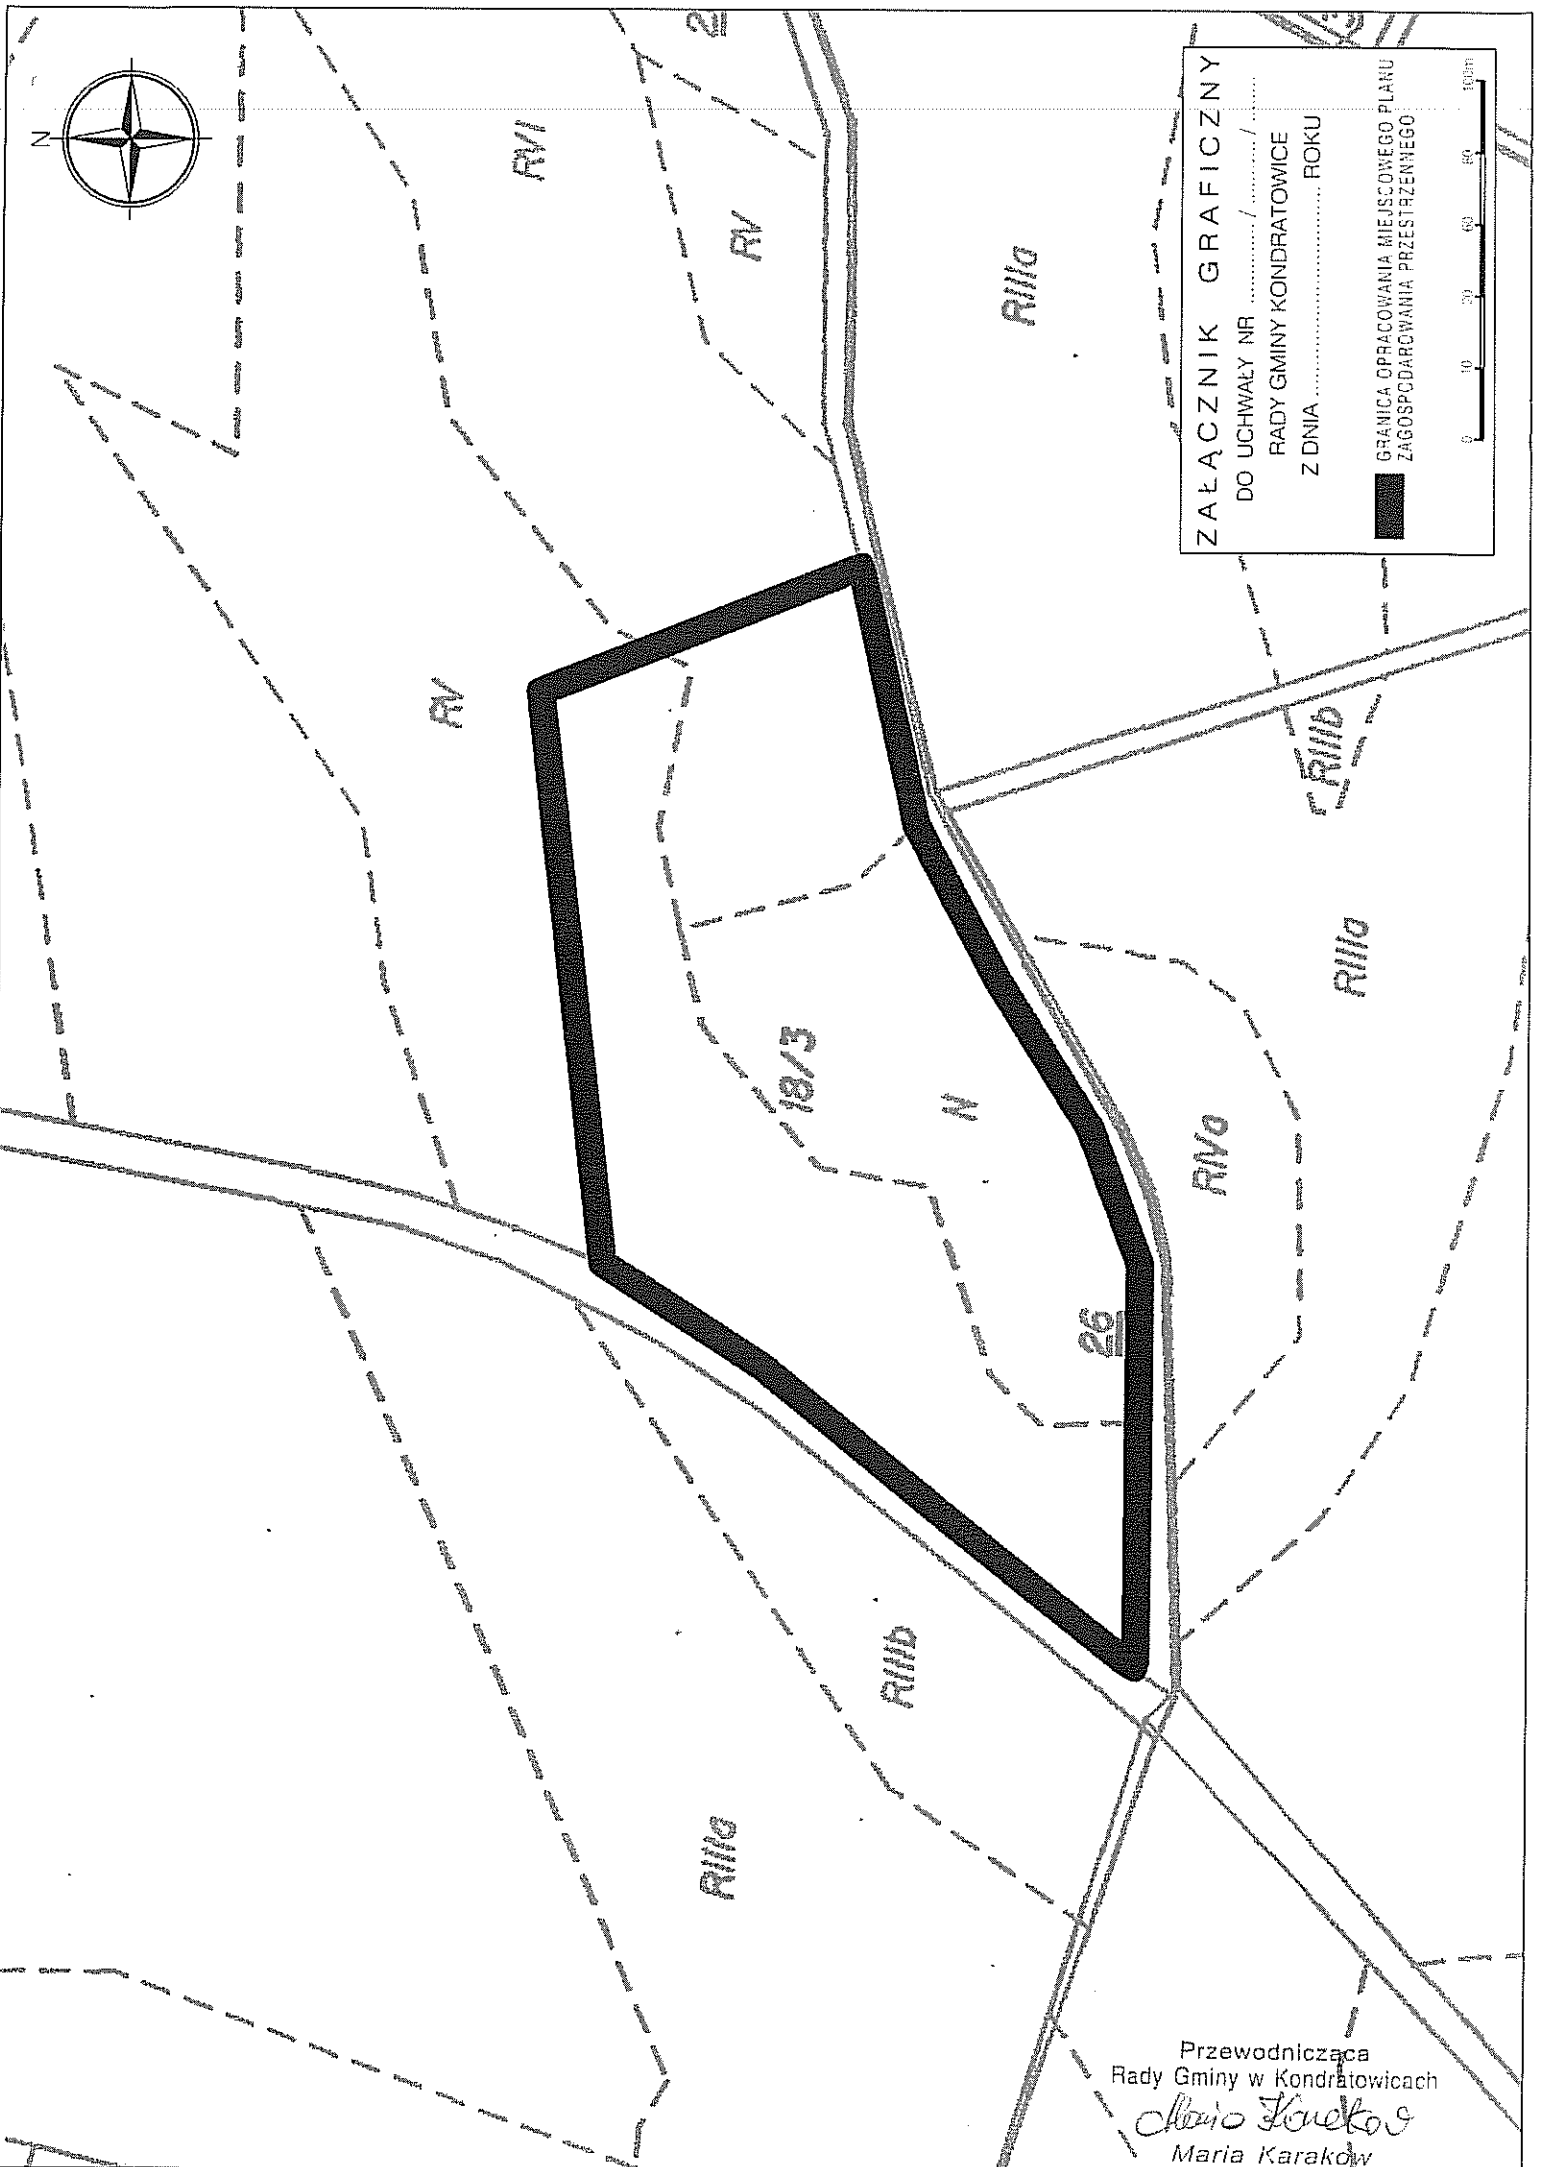 N
RVI
RV
RIIIa
ZAŁĄCZNIK GRAFICZNY
DO UCHWAŁY NR ............ / ............ / ............
RADY GMINY KONDRATOWICE
Z DNIA .............................. ROKU
GRANICA OPRACOWANIA MIEJSCOWEGO PLANU
ZAGOSPODAROWANIA PRZESTRZENNEGO
0 10 20 60 80 100m
RV
RIIIb
18/3
N
RIIIa
RIVa
26
RIIIb
RIIIa
Przewodnicząca
Rady Gminy w Kondratowicach
Maria Karaków